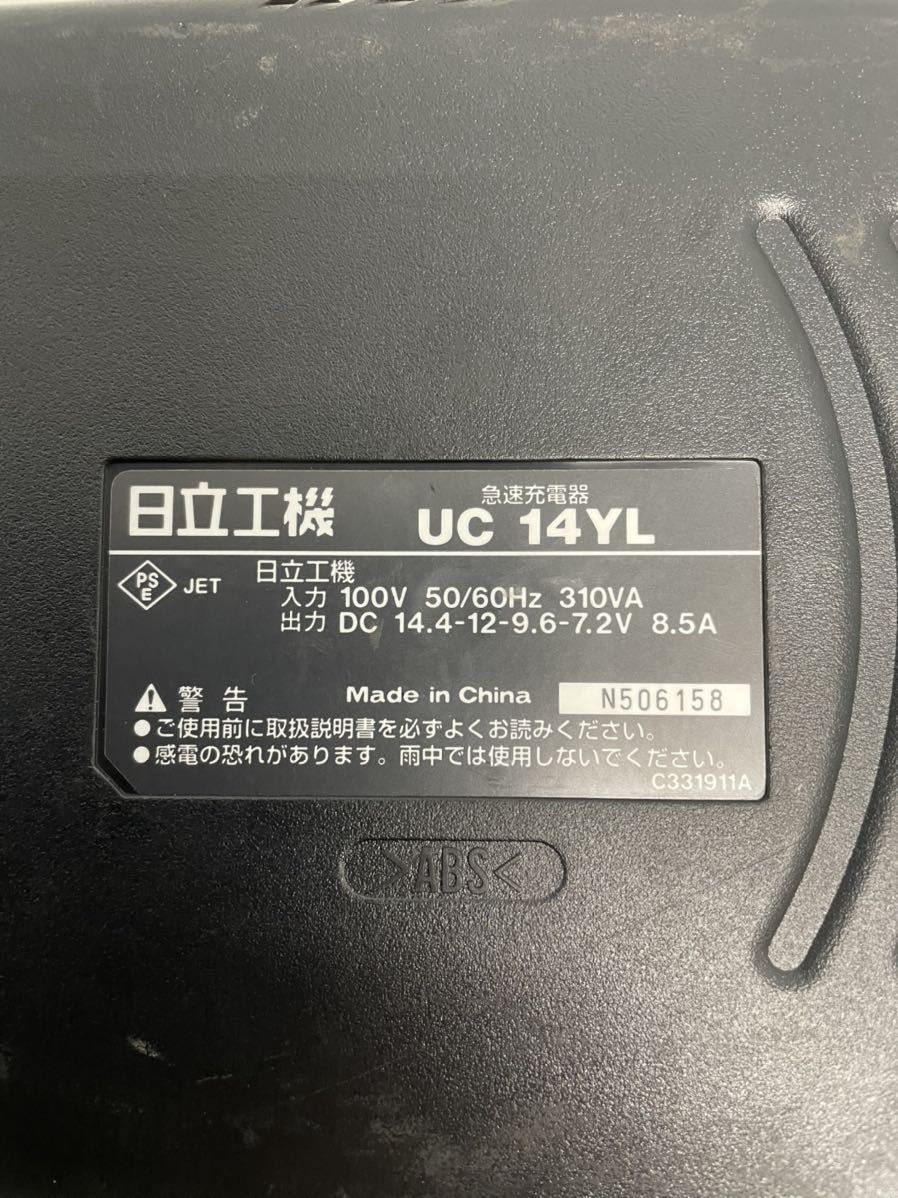 日立工機
急速充電器
UC 14YL
PSE JET
日立工機
入力 100V 50/60Hz 310VA
出力 DC 14.4-12-9.6-7.2V 8.5A
警告 Made in China N506158
●ご使用前に取扱説明書を必ずよくお読みください。
●感電の恐れがあります。雨中では使用しないでください。
C331911A
>ABS<